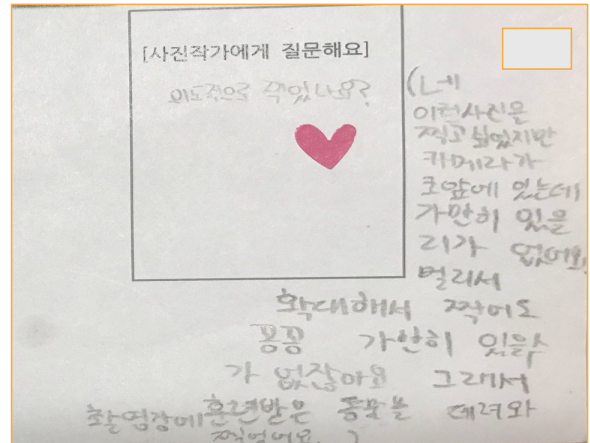 [사진작가에게 질문해요]
의도적으로 찍었나요?
(네
이런사진은
찍고싶었지만
카메라가
코앞에 있는데
가만히 있을
리가 없어요.
멀리서
확대해서 찍어도
꽁꽁 가만히 있을수
가 없잖아요 그래서
촬영장에 훈련받은 동물을 데려와
찍었어요.)